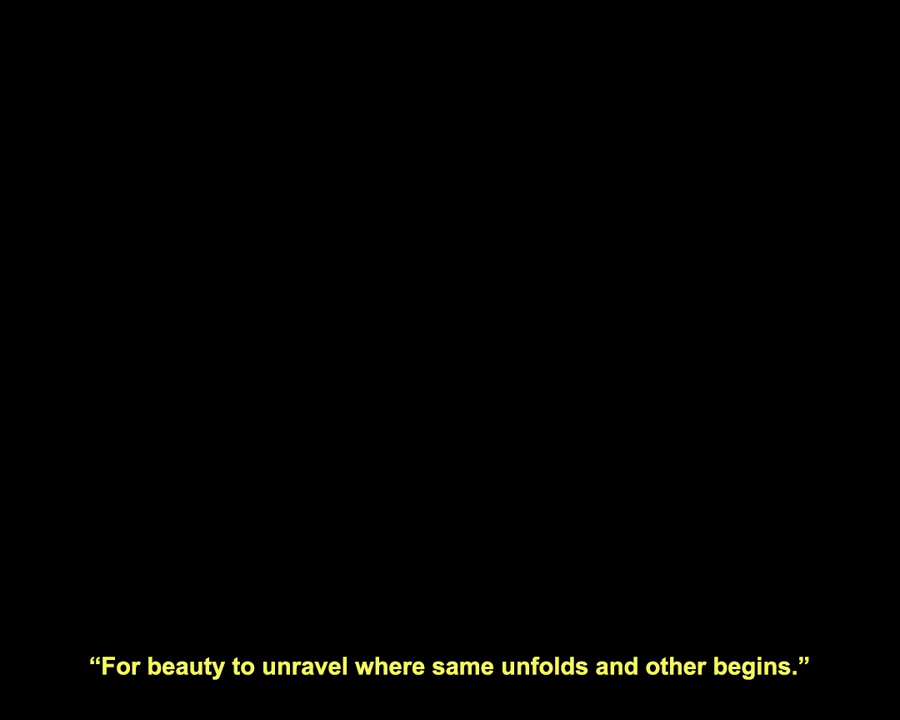 “For beauty to unravel where same unfolds and other begins.”